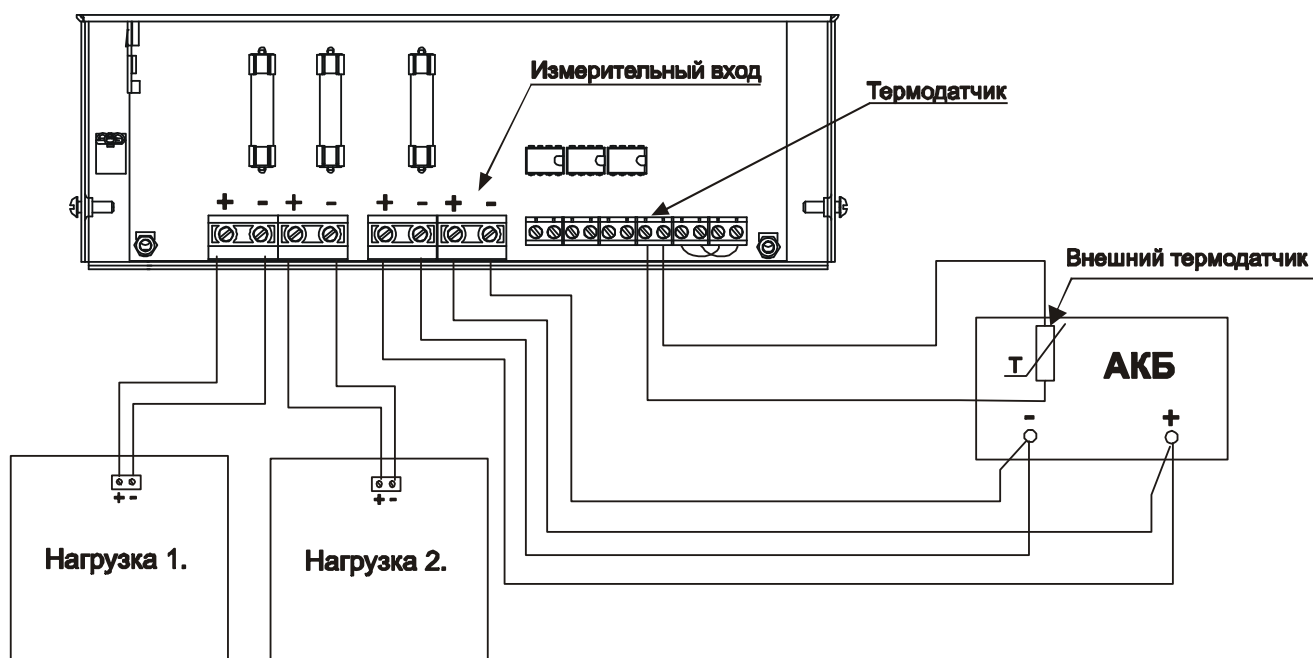 Измерительный вход
Термодатчик
+ - + - + - + -
Внешний термодатчик
T
АКБ
- +
+ -
+ -
Нагрузка 1.
Нагрузка 2.